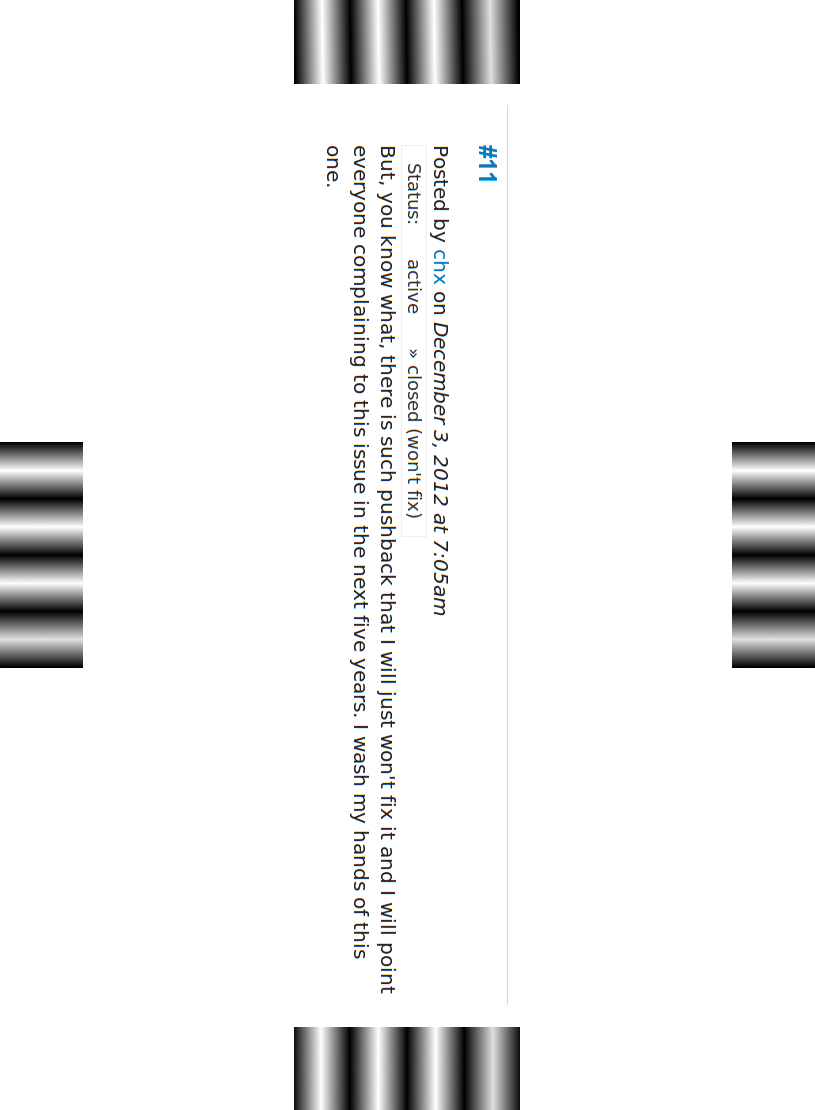 #11
Posted by chx on December 3, 2012 at 7:05am
Status: active » closed (won't fix)
But, you know what, there is such pushback that I will just won't fix it and I will point
everyone complaining to this issue in the next five years. I wash my hands of this
one.